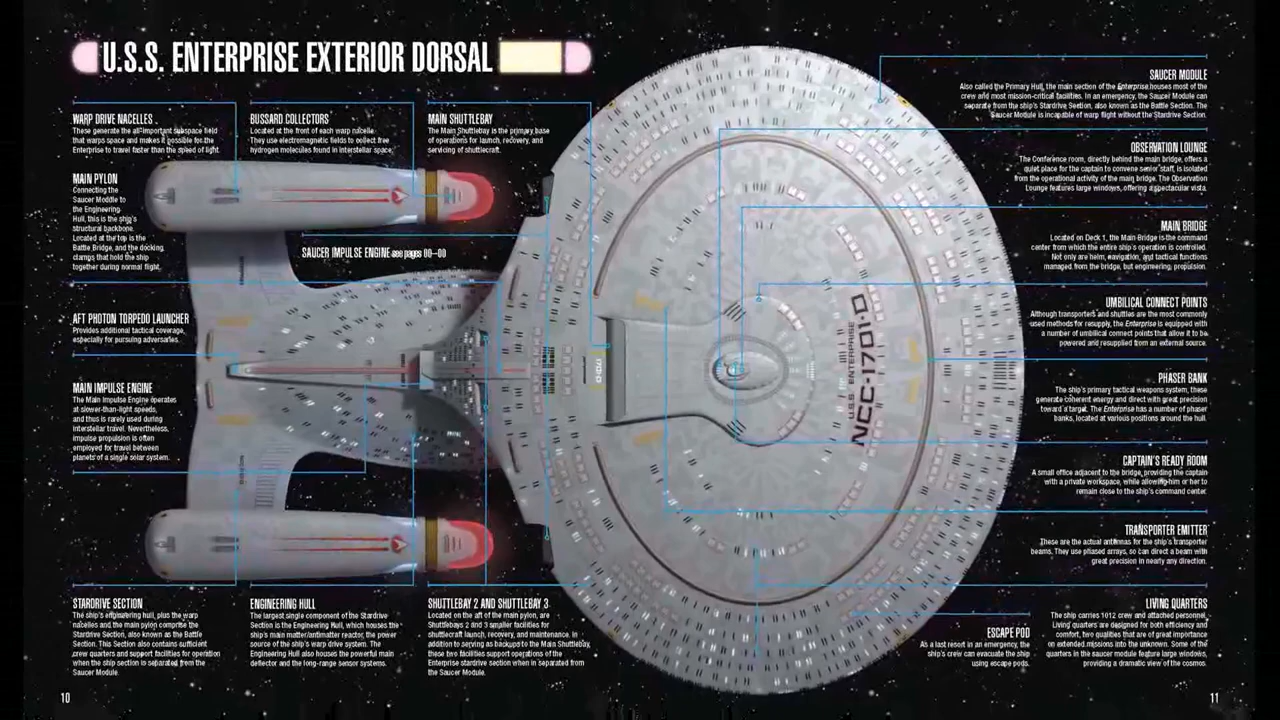 U.S.S. ENTERPRISE EXTERIOR DORSAL
WARP DRIVE NACELLES
These generate the all-important subspace field
that warps space and makes it possible for the
Enterprise to travel faster than the speed of light.
BUSSARD COLLECTORS
Located at the front of each warp nacelle.
They use electromagnetic fields to collect free
hydrogen molecules found in interstellar space.
MAIN SHUTTLEBAY
The Main Shuttlebay is the primary base
of operations for launch, recovery, and
servicing of shuttlecraft.
MAIN PYLON
Connecting the
Saucer Module to
the Engineering
Hull, this is the ship's
structural backbone.
Located at the top is the
Battle Bridge, and the docking
clamps that hold the ship
together during normal flight.
SAUCER IMPULSE ENGINE see pages 00–00
AFT PHOTON TORPEDO LAUNCHER
Provides additional tactical coverage,
especially for pursuing adversaries.
MAIN IMPULSE ENGINE
The Main Impulse Engine operates
at slower-than-light speeds,
and thus is rarely used during
interstellar travel. Nevertheless,
impulse propulsion is often
employed for travel between
planets of a single solar system.
STARDRIVE SECTION
The ship's engineering hull, plus the warp
nacelles and the main pylon comprise the
Stardrive Section, also known as the Battle
Section. This Section also contains sufficient
crew quarters and support facilities for operation
when the ship section is separated from the
Saucer Module.
ENGINEERING HULL
The largest single component of the Stardrive
Section is the Engineering Hull, which houses the
ship's main matter/antimatter reactor, the power
source of the ship's warp drive system. The
Engineering Hull also houses the powerful main
deflector and the long-range sensor systems.
SHUTTLEBAY 2 AND SHUTTLEBAY 3
Located on the aft of the main pylon, are
Shuttlebays 2 and 3 smaller facilities for
shuttlecraft launch, recovery, and maintenance. In
addition to serving as backup to the Main Shuttlebay,
these two facilities support operations of the
Enterprise stardrive section when in separated from
the Saucer Module.
U.S.S. ENTERPRISE
NCC-1701D
SAUCER MODULE
Also called the Primary Hull, the main section of the Enterprise houses most of the
crew and most mission-critical facilities. In an emergency, the Saucer Module can
separate from the ship's Stardrive Section, also known as the Battle Section. The
Saucer Module is incapable of warp flight without the Stardrive Section.
OBSERVATION LOUNGE
The Conference room, directly behind the main bridge, offers a
quiet place for the captain to convene senior staff, is isolated
from the operational activity of the main bridge. The Observation
Lounge features large windows, offering a spectacular vista.
MAIN BRIDGE
Located on Deck 1, the Main Bridge is the command
center from which the entire ship's operation is controlled.
Not only are helm, navigation, and tactical functions
managed from the bridge, but engineering, propulsion,
UMBILICAL CONNECT POINTS
Although transporters and shuttles are the most commonly
used methods for resupply, the Enterprise is equipped with
a number of umbilical connect points that allow it to be
powered and resupplied from an external source.
PHASER BANK
The ship's primary tactical weapons system, these
generate coherent energy and direct with great precision
toward a target. The Enterprise has a number of phaser
banks, located at various positions around the hull.
CAPTAIN'S READY ROOM
A small office adjacent to the bridge, providing the captain
with a private workspace, while allowing him or her to
remain close to the ship's command center.
TRANSPORTER EMITTER
These are the actual antennas for the ship's transporter
beams. They use phased arrays, so can direct a beam with
great precision in nearly any direction.
LIVING QUARTERS
The ship carries 1012 crew and attached personnel.
Living quarters are designed for both efficiency and
comfort, two qualities that are of great importance
on extended missions into the unknown. Some of the
quarters in the saucer module feature large windows,
providing a dramatic view of the cosmos.
ESCAPE POD
As a last resort in an emergency, the
ship's crew can evacuate the ship
using escape pods.
10
11